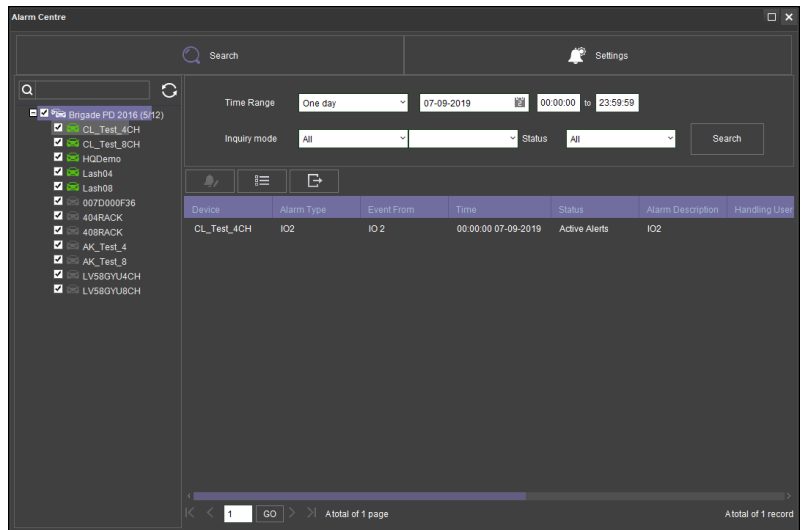 Alarm Centre
Search
Settings
Brigade PD 2016 (5/12)
CL_Test_4CH
CL_Test_8CH
HQDemo
Lash04
Lash08
007D000F36
404RACK
408RACK
AK_Test_4
AK_Test_8
LV58GYU4CH
LV58GYU8CH
Time Range One day 07-09-2019 00:00:00 to 23:59:59
Inquiry mode All Status All Search
Device Alarm Type Event From Time Status Alarm Description Handling User
CL_Test_4CH IO2 IO 2 00:00:00 07-09-2019 Active Alerts IO2
1 GO Atotal of 1 page Atotal of 1 record